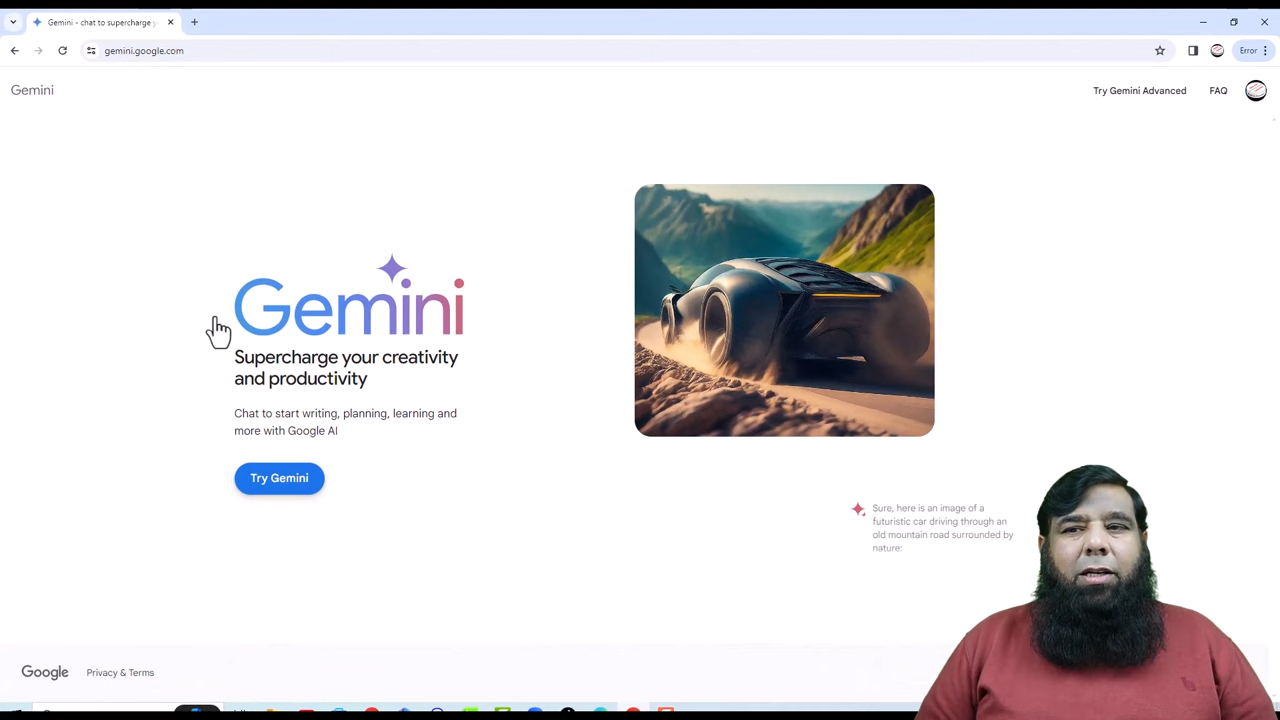 Gemini - chat to supercharge y
gemini.google.com
Error
Gemini
Try Gemini Advanced
FAQ
Gemini
Supercharge your creativity
and productivity
Chat to start writing, planning, learning and
more with Google AI
Try Gemini
Sure, here is an image of a
futuristic car driving through an
old mountain road surrounded by
nature:
Google
Privacy & Terms